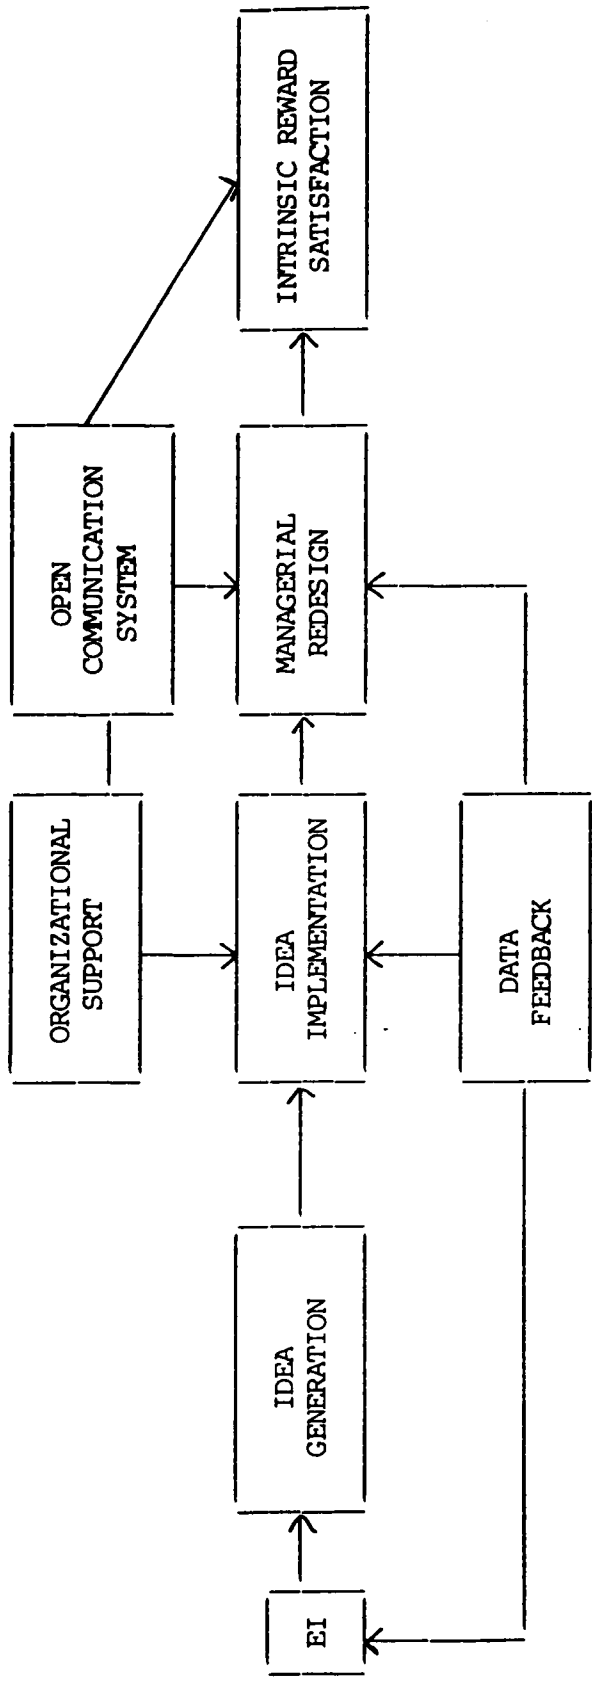 ORGANIZATIONAL
SUPPORT
OPEN
COMMUNICATION
SYSTEM
EI
IDEA
GENERATION
IDEA
IMPLEMENTATION
MANAGERIAL
REDESIGN
INTRINSIC REWARD
SATISFACTION
DATA
FEEDBACK